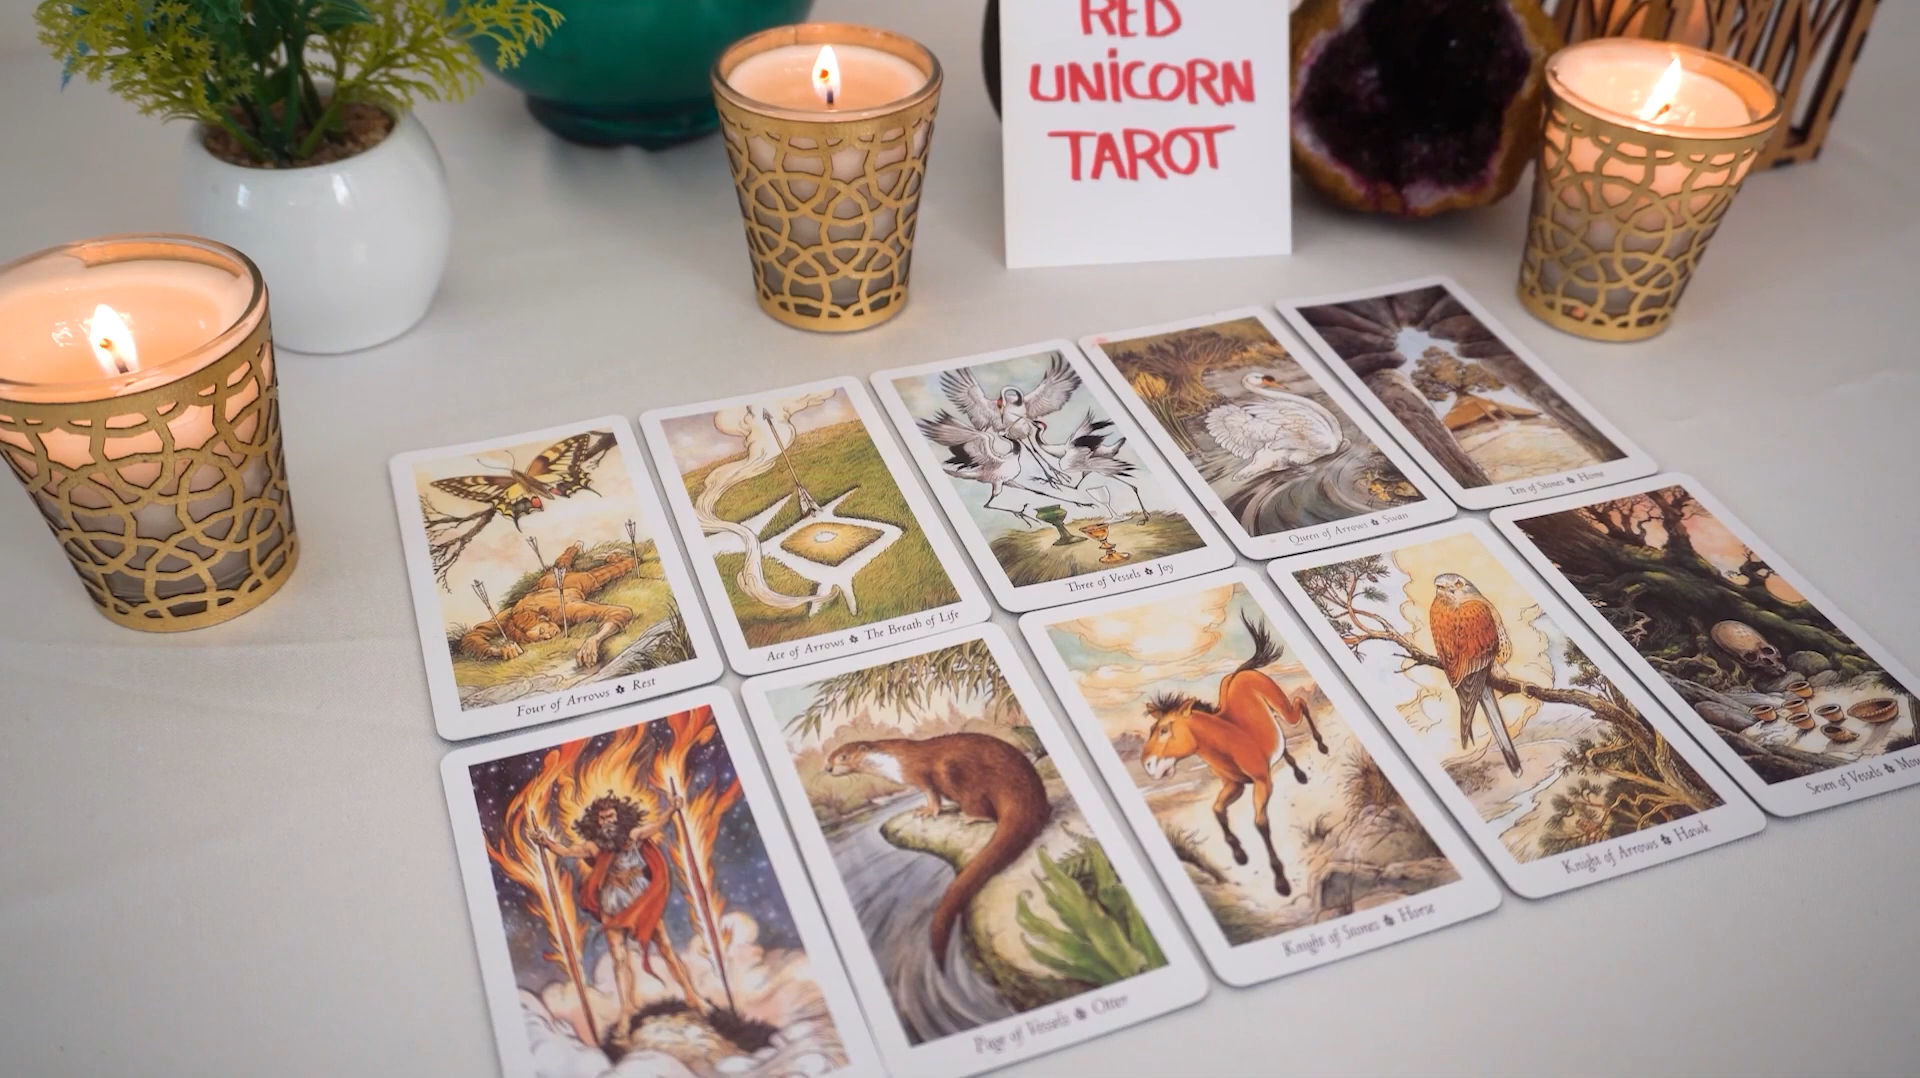 RED
UNiCORN
TAROT
Four of Arrows Rest
Ace of Arrows The Breath of Life
Three of Vessels Joy
Queen of Arrows Swan
Ten of Stones Home
Page of Vessels Otter
Knight of Stones Horse
Knight of Arrows Hawk
Seven of Vessels